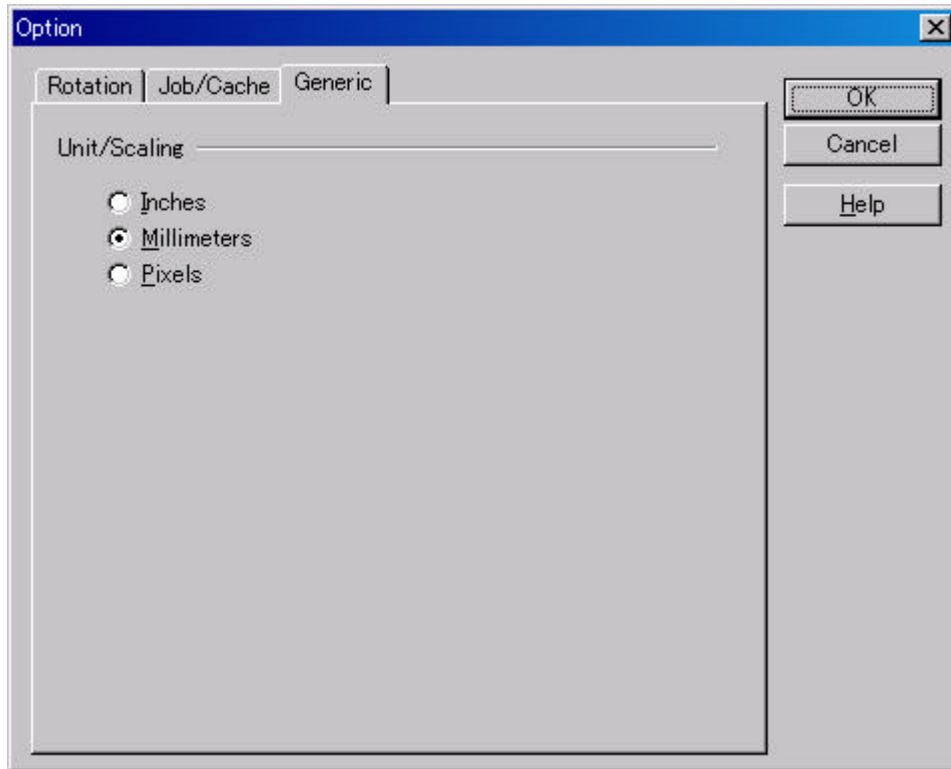 Option
Rotation Job/Cache Generic
OK
Cancel
Help
Unit/Scaling
Inches
Millimeters
Pixels